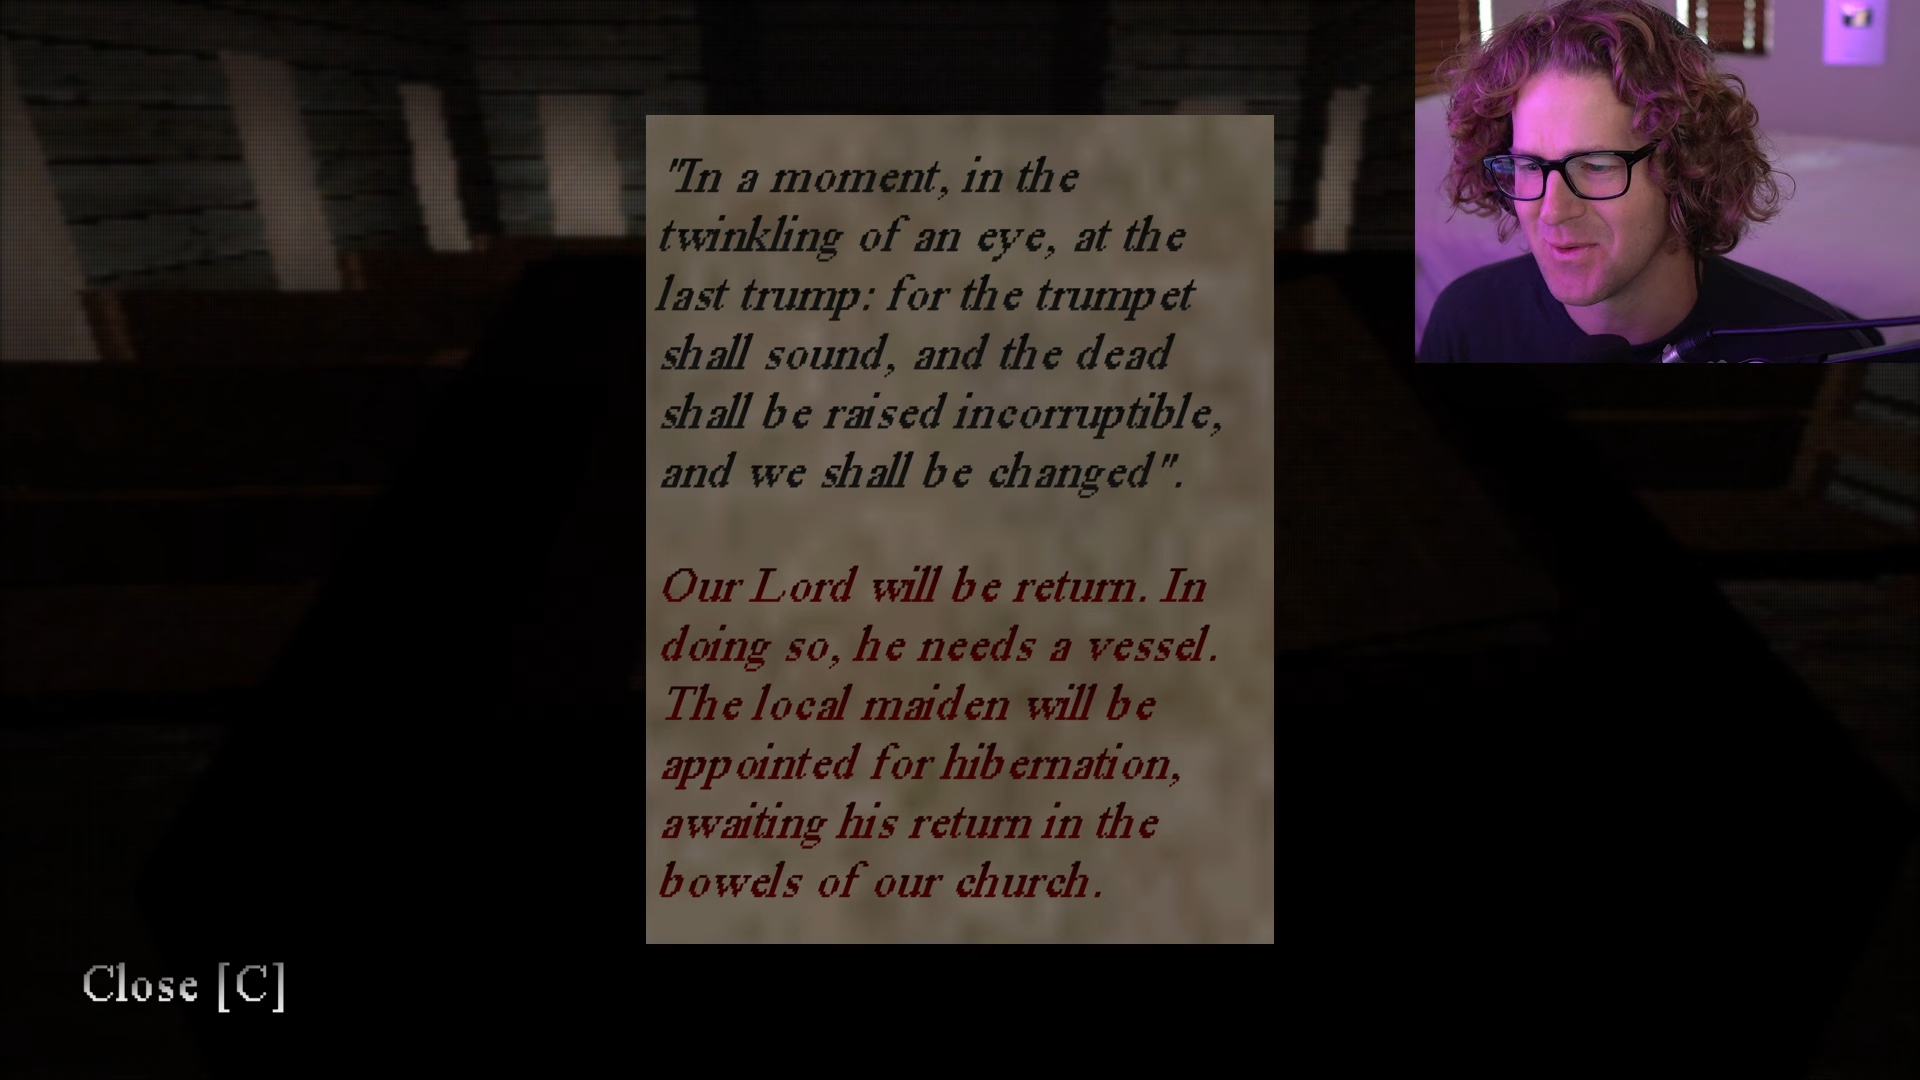 "In a moment, in the
twinkling of an eye, at the
last trump: for the trumpet
shall sound, and the dead
shall be raised incorruptible,
and we shall be changed".
Our Lord will be return. In
doing so, he needs a vessel.
The local maiden will be
appointed for hibernation,
awaiting his return in the
bowels of our church.
Close [C]